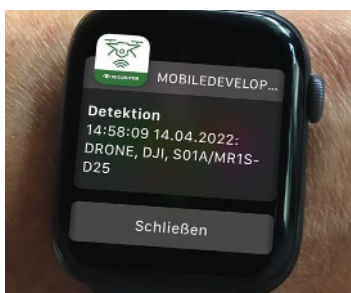 MOBILEDEVELOP...
Detektion
14:58:09 14.04.2022:
DRONE, DJI, S01A/MR1S-
D25
Schließen